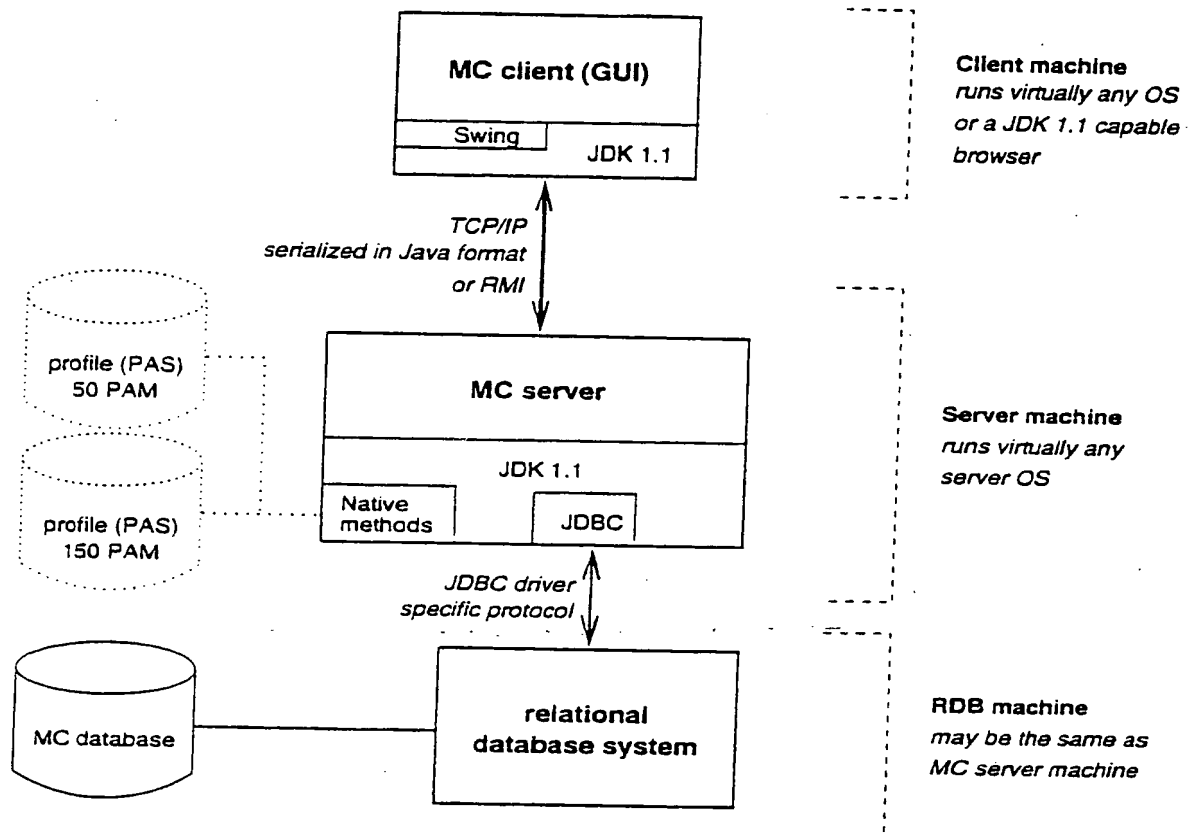 MC client (GUI)
Swing
JDK 1.1
Client machine
runs virtually any OS
or a JDK 1.1 capable
browser
TCP/IP
serialized in Java format
or RMI
profile (PAS)
50 PAM
profile (PAS)
150 PAM
MC server
JDK 1.1
Native
methods
JDBC
Server machine
runs virtually any
server OS
JDBC driver
specific protocol
MC database
relational
database system
RDB machine
may be the same as
MC server machine